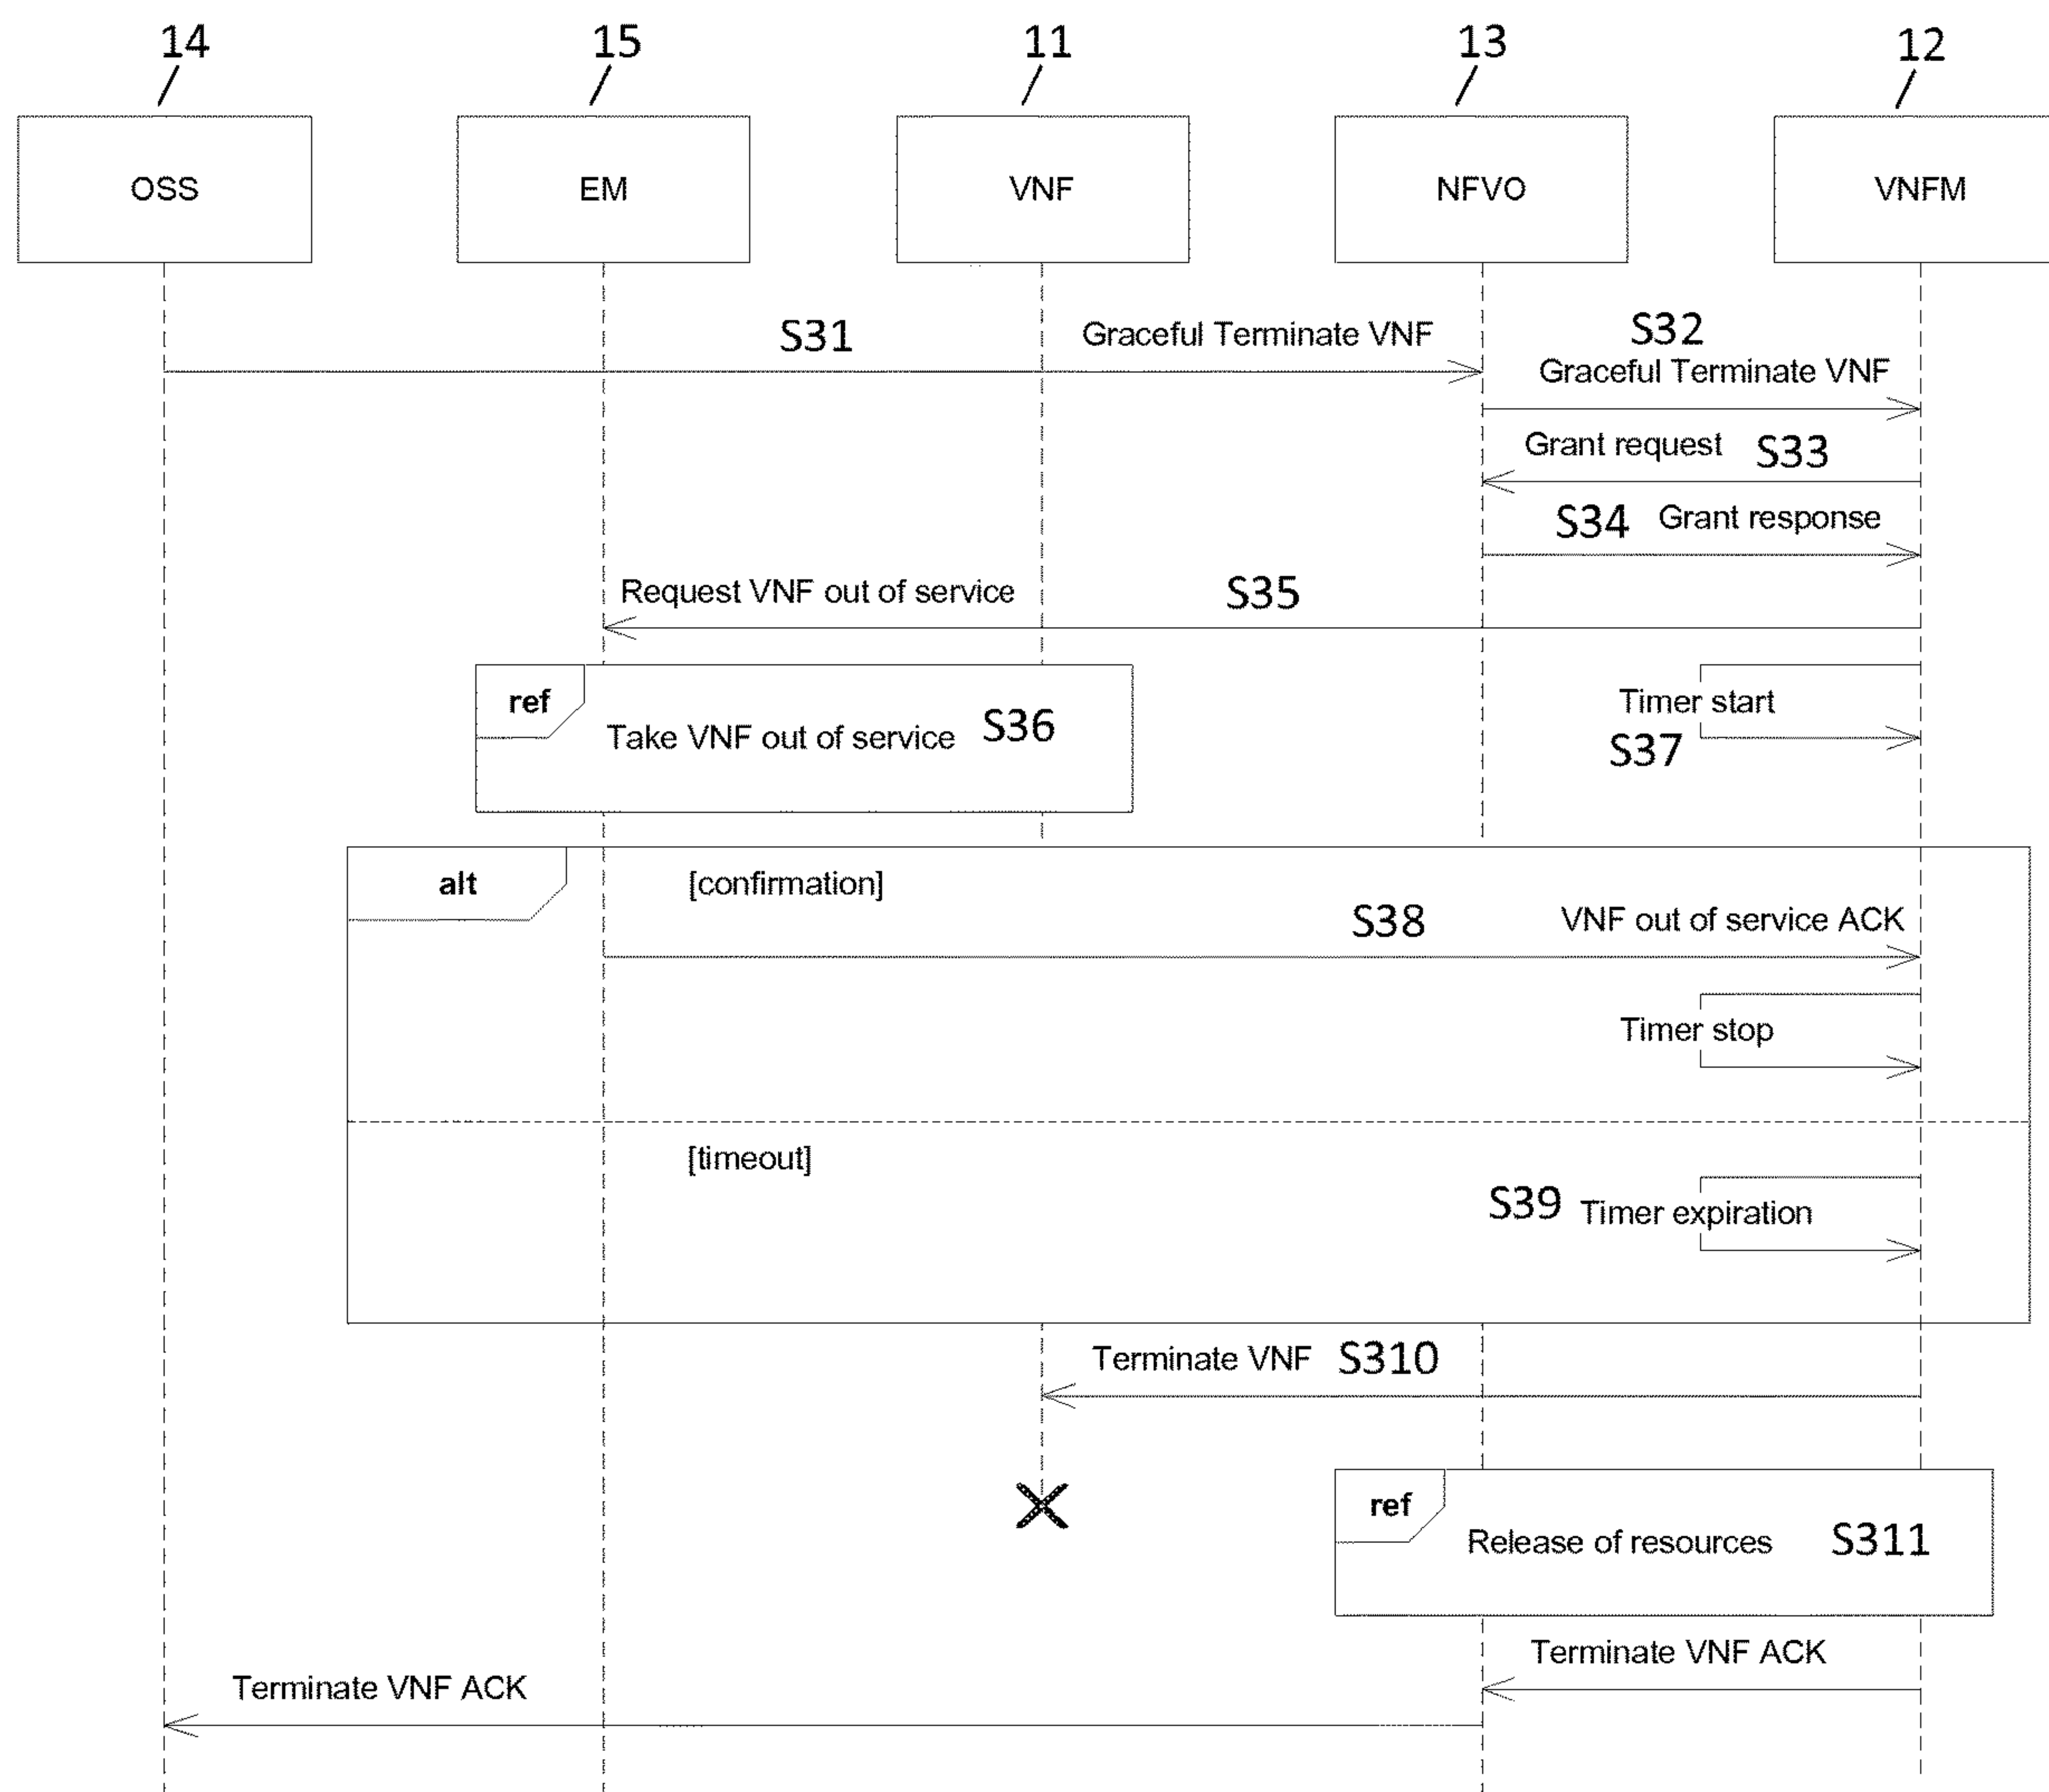 14 15 11 13 12
OSS EM VNF NFVO VNFM
S31 Graceful Terminate VNF S32
Graceful Terminate VNF
Grant request S33
S34 Grant response
Request VNF out of service S35
ref Timer start
Take VNF out of service S36
S37
alt [confirmation]
S38 VNF out of service ACK
Timer stop
[timeout]
S39 Timer expiration
Terminate VNF S310
ref
Release of resources S311
Terminate VNF ACK
Terminate VNF ACK